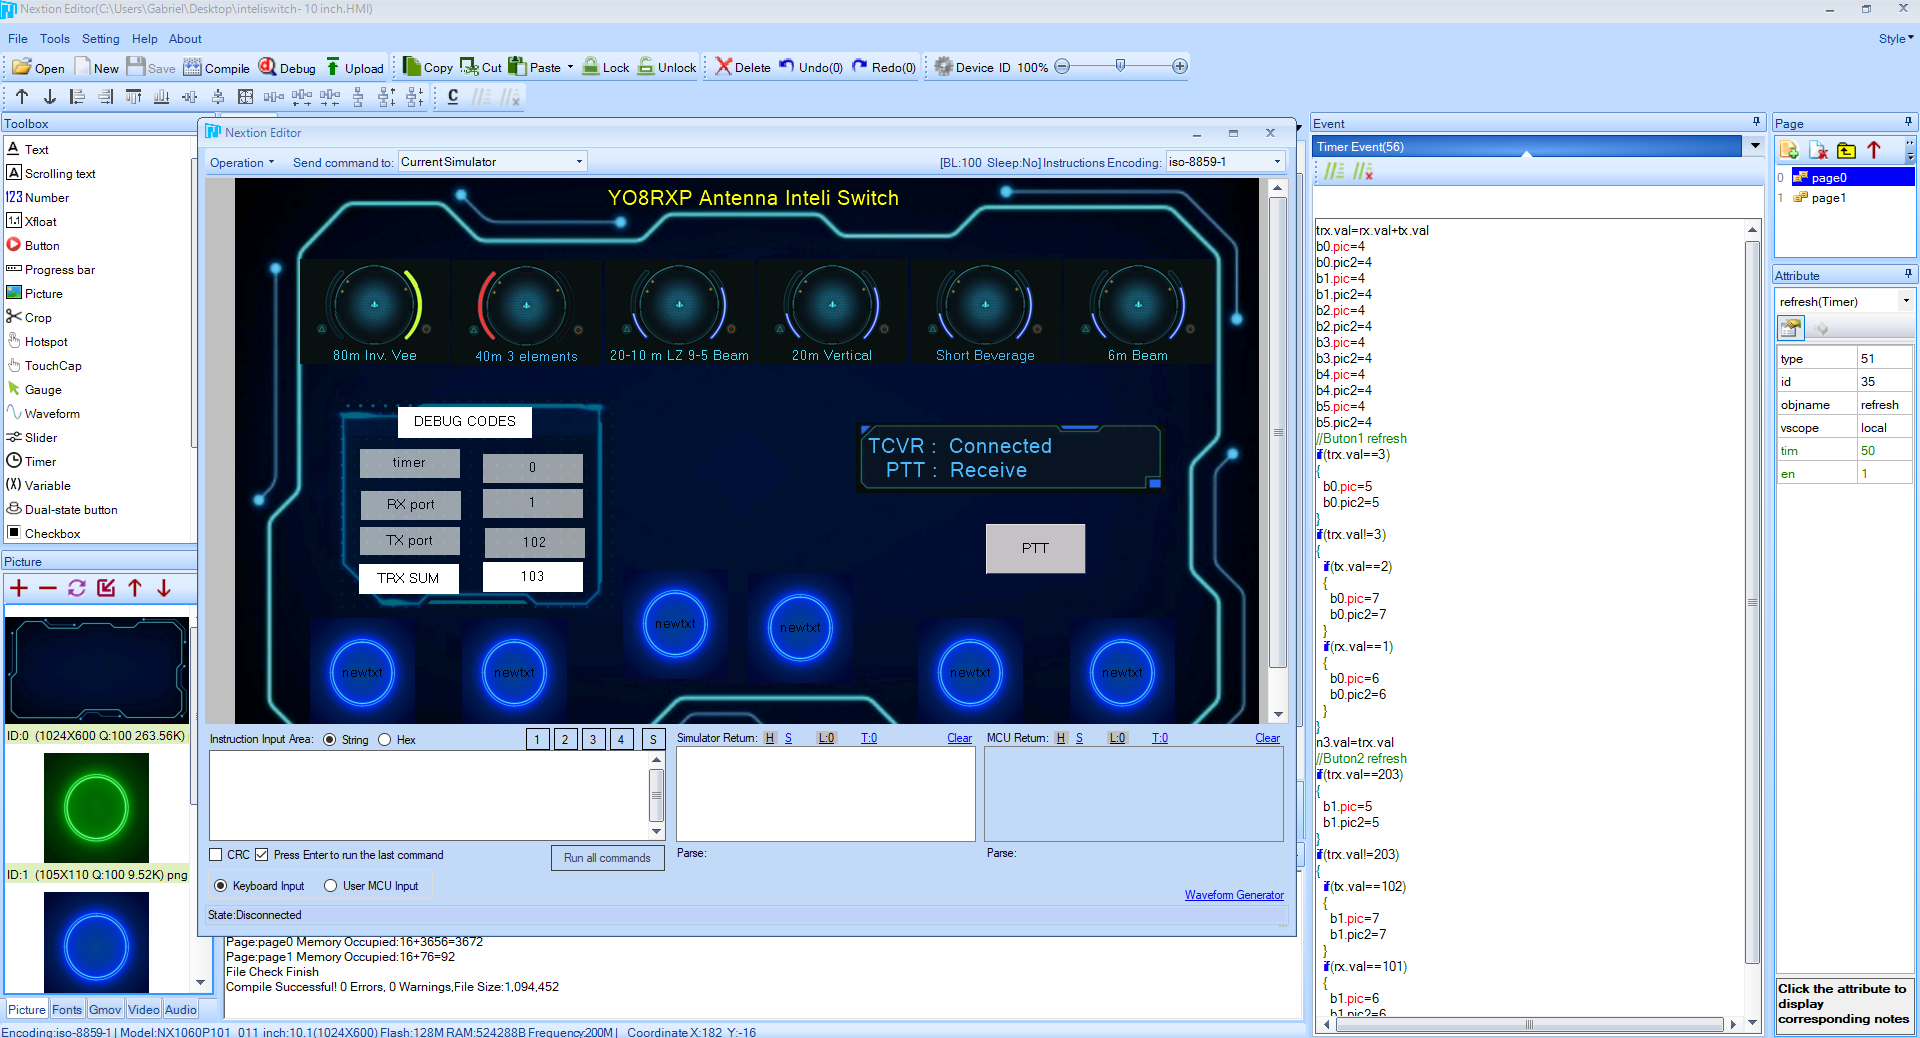 Nextion Editor(C:\Users\Gabriel\Desktop\inteliswitch- 10 inch.HMI)
File Tools Setting Help About
Style
Open New Save Compile Debug Upload Copy Cut Paste Lock Unlock Delete Undo(0) Redo(0) Device ID 100%
C
Toolbox
Text
Scrolling text
123 Number
Xfloat
Button
Progress bar
Picture
Crop
Hotspot
TouchCap
Gauge
Waveform
Slider
Timer
(X) Variable
Dual-state button
Checkbox
Picture
ID:0 (1024X600 Q:100 263.56K)
ID:1 (105X110 Q:100 9.52K) png
Picture Fonts Gmov Video Audio
Nextion Editor
Operation Send command to: Current Simulator [BL:100 Sleep:No] Instructions Encoding: iso-8859-1
YO8RXP Antenna Inteli Switch
80m Inv. Vee 40m 3 elements 20-10 m LZ 9-5 Beam 20m Vertical Short Beverage 6m Beam
DEBUG CODES
timer 0
RX port 1
TX port 102
TRX SUM 103
TCVR : Connected
PTT : Receive
PTT
newtxt newtxt newtxt newtxt newtxt newtxt
Instruction Input Area: String Hex 1 2 3 4 S
Simulator Return: H S L:0 T:0 Clear
MCU Return: H S L:0 T:0 Clear
CRC Press Enter to run the last command Run all commands
Parse: Parse:
Keyboard Input User MCU Input
Waveform Generator
State:Disconnected
Page:page0 Memory Occupied:16+3656=3672
Page:page1 Memory Occupied:16+76=92
File Check Finish
Compile Successful! 0 Errors, 0 Warnings,File Size:1,094,452
Encoding:iso-8859-1 | Model:NX1060P101_011 inch:10.1(1024X600) Flash:128M RAM:524288B Frequency:200M | Coordinate X:182 Y:-16
Event
Timer Event(56)
trx.val=rx.val+tx.val
b0.pic=4
b0.pic2=4
b1.pic=4
b1.pic2=4
b2.pic=4
b2.pic2=4
b3.pic=4
b3.pic2=4
b4.pic=4
b4.pic2=4
b5.pic=4
b5.pic2=4
//Buton1 refresh
if(trx.val==3)
{
b0.pic=5
b0.pic2=5
}
if(trx.val!=3)
{
if(tx.val==2)
{
b0.pic=7
b0.pic2=7
}
if(rx.val==1)
{
b0.pic=6
b0.pic2=6
}
}
n3.val=trx.val
//Buton2 refresh
if(trx.val==203)
{
b1.pic=5
b1.pic2=5
}
if(trx.val!=203)
{
if(tx.val==102)
{
b1.pic=7
b1.pic2=7
}
if(rx.val==101)
{
b1.pic=6
b1.pic2=6
Page
0 page0
1 page1
Attribute
refresh(Timer)
type 51
id 35
objname refresh
vscope local
tim 50
en 1
Click the attribute to
display
corresponding notes